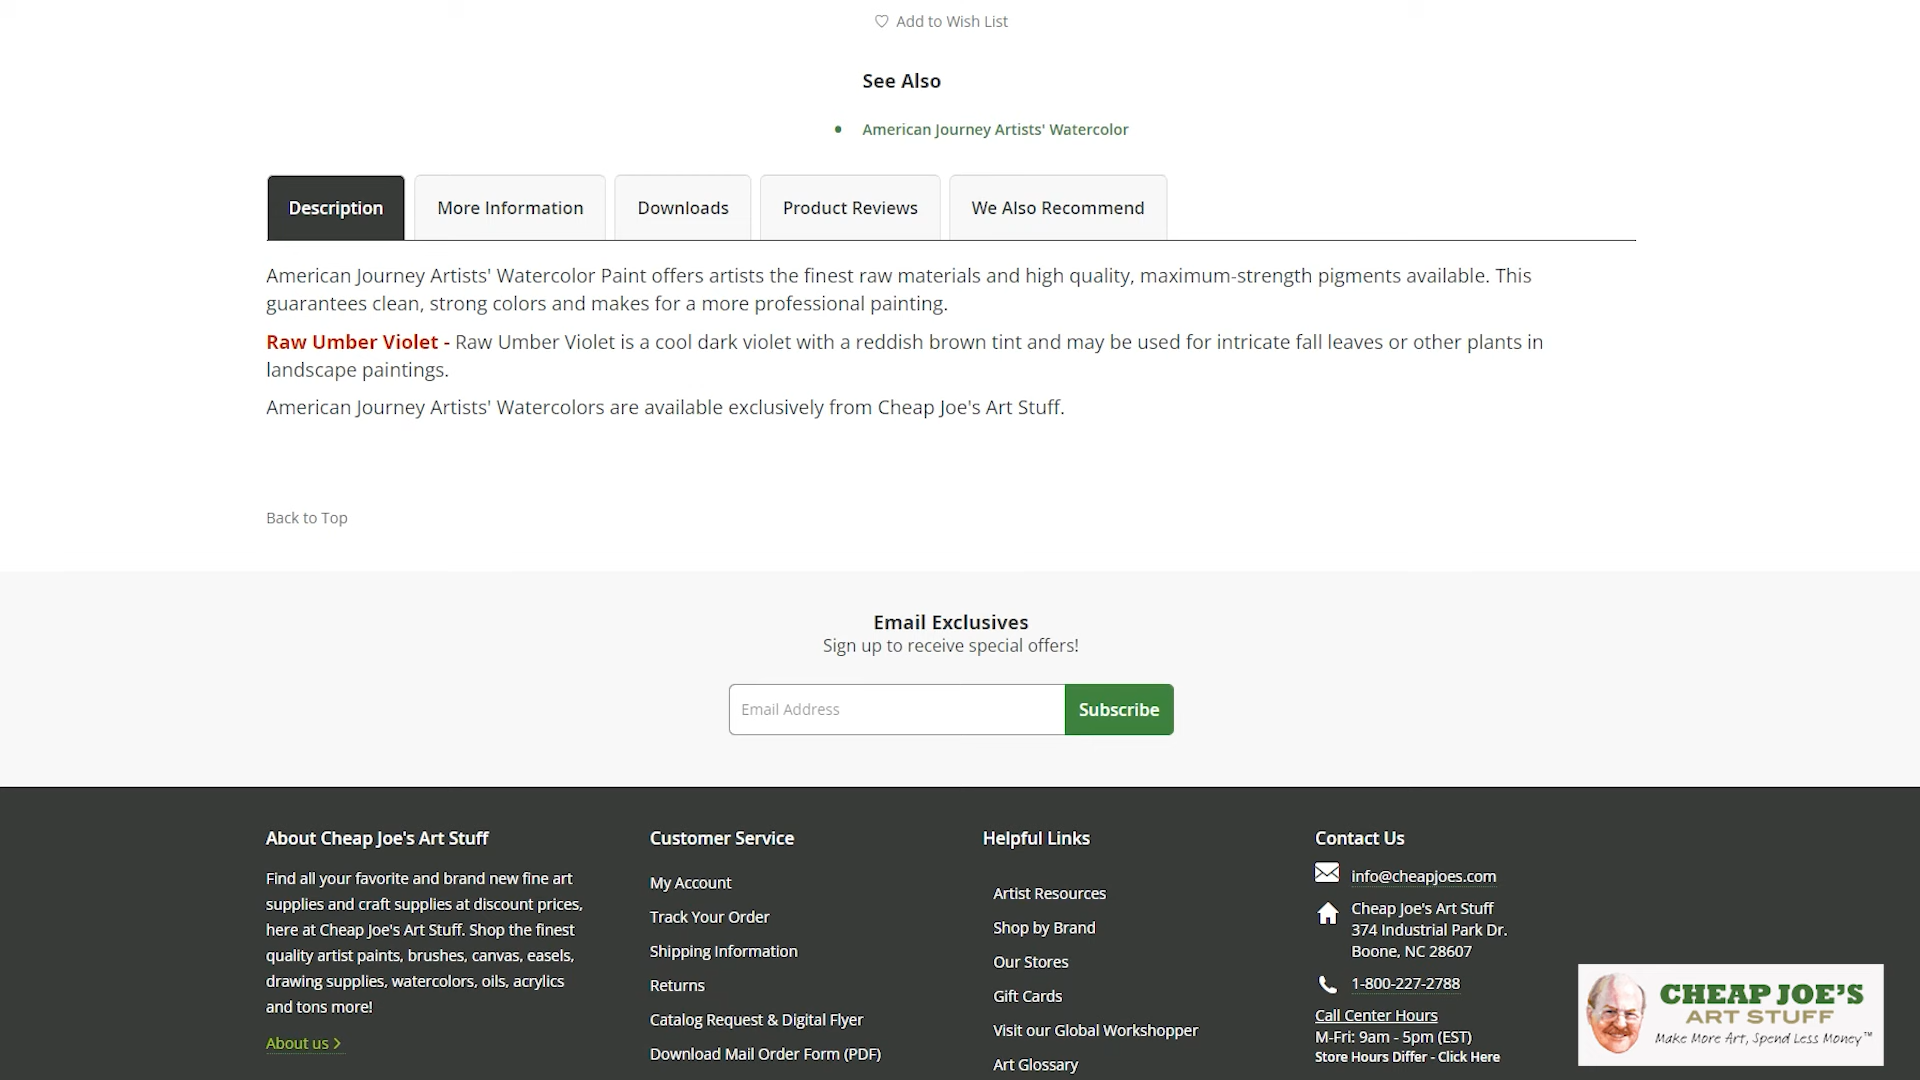 Add to Wish List
See Also
American Journey Artists' Watercolor
Description
More Information
Downloads
Product Reviews
We Also Recommend
American Journey Artists' Watercolor Paint offers artists the finest raw materials and high quality, maximum-strength pigments available. This
guarantees clean, strong colors and makes for a more professional painting.
Raw Umber Violet - Raw Umber Violet is a cool dark violet with a reddish brown tint and may be used for intricate fall leaves or other plants in
landscape paintings.
American Journey Artists' Watercolors are available exclusively from Cheap Joe's Art Stuff.
Back to Top
Email Exclusives
Sign up to receive special offers!
Email Address
Subscribe
About Cheap Joe's Art Stuff
Find all your favorite and brand new fine art
supplies and craft supplies at discount prices,
here at Cheap Joe's Art Stuff. Shop the finest
quality artist paints, brushes, canvas, easels,
drawing supplies, watercolors, oils, acrylics
and tons more!
About us >
Customer Service
My Account
Track Your Order
Shipping Information
Returns
Catalog Request & Digital Flyer
Download Mail Order Form (PDF)
Helpful Links
Artist Resources
Shop by Brand
Our Stores
Gift Cards
Visit our Global Workshopper
Art Glossary
Contact Us
info@cheapjoes.com
Cheap Joe's Art Stuff
374 Industrial Park Dr.
Boone, NC 28607
1-800-227-2788
Call Center Hours
M-Fri: 9am - 5pm (EST)
Store Hours Differ - Click Here
CHEAP JOE'S
ART STUFF
Make More Art, Spend Less Money™